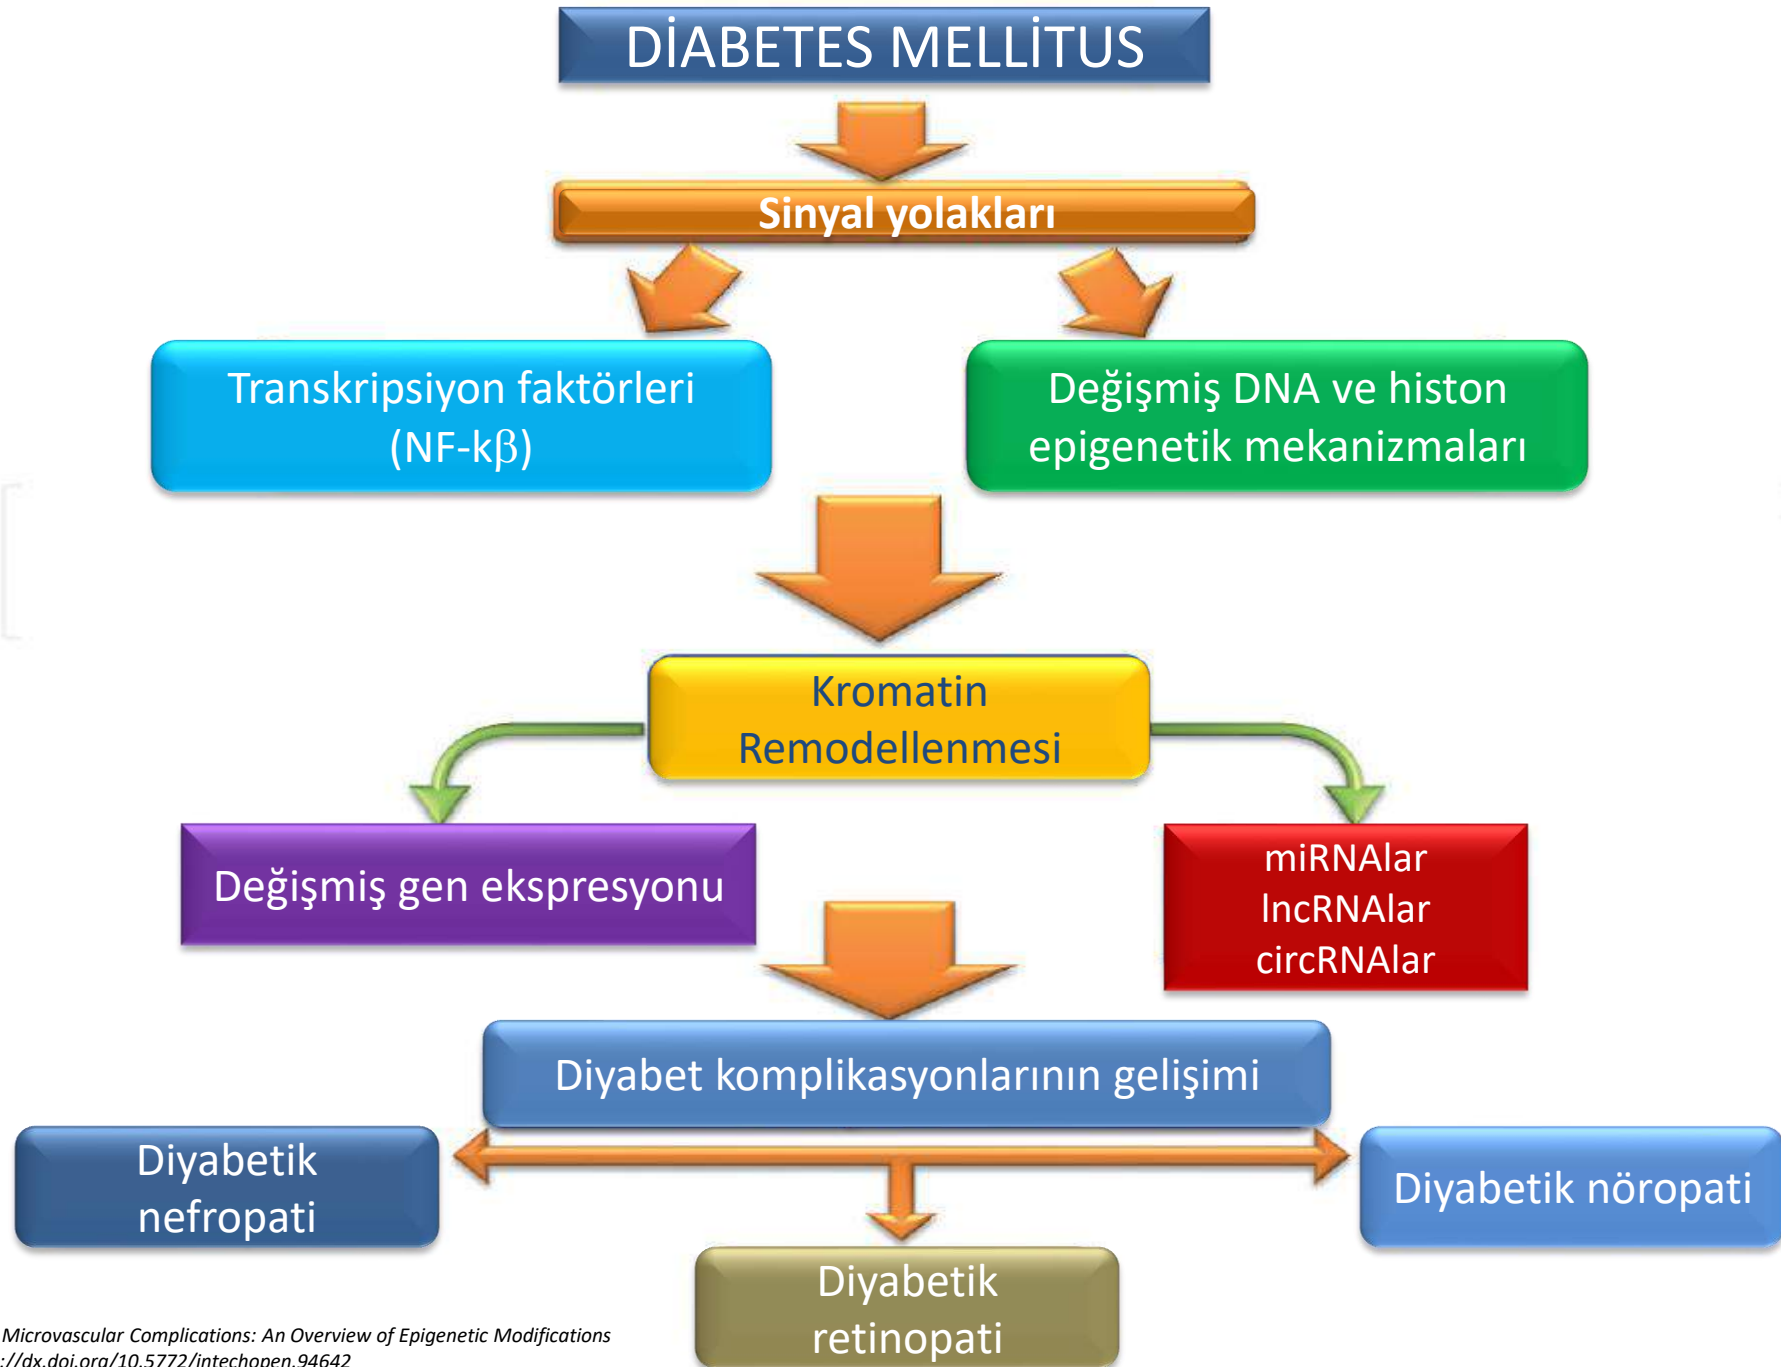 DİABETES MELLİTUS
Sinyal yolakları
Transkripsiyon faktörleri
(NF-kβ)
Değişmiş DNA ve histon
epigenetik mekanizmaları
Kromatin
Remodellenmesi
Değişmiş gen ekspresyonu
miRNAlar
lncRNAlar
circRNAlar
Diyabet komplikasyonlarının gelişimi
Diyabetik
nefropati
Diyabetik nöropati
Diyabetik
retinopati
Microvascular Complications: An Overview of Epigenetic Modifications
://dx.doi.org/10.5772/intechopen.94642